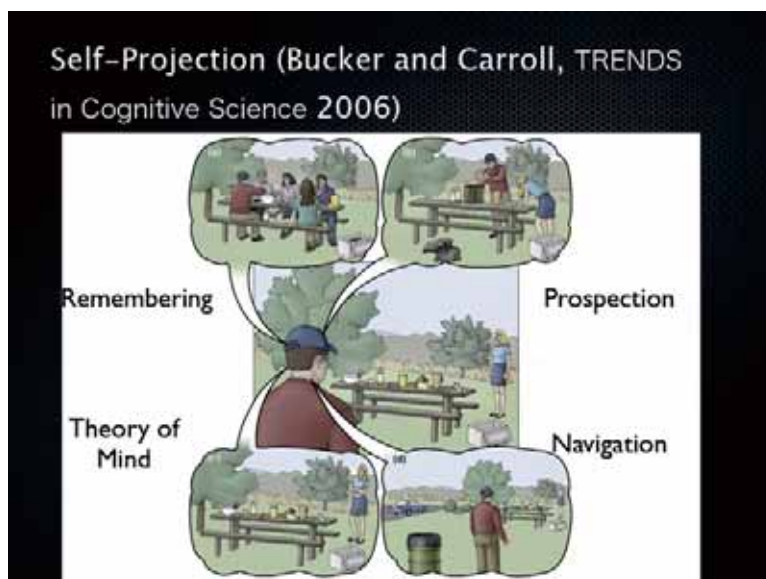 Self-Projection (Bucker and Carroll, TRENDS
in Cognitive Science 2006)
Remembering
Prospection
Theory of
Mind
Navigation